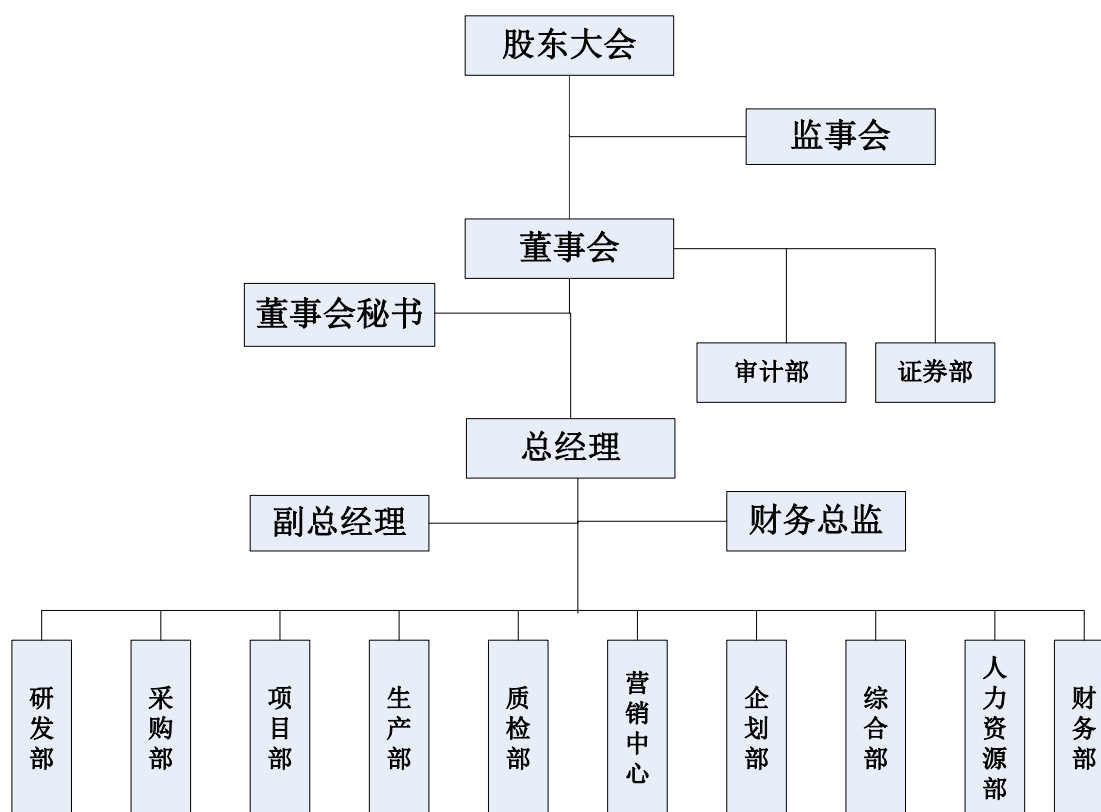 股东大会
监事会
董事会
董事会秘书
审计部
证券部
总经理
副总经理
财务总监
研发部
采购部
项目部
生产部
质检部
营销中心
企划部
综合部
人力资源部
财务部